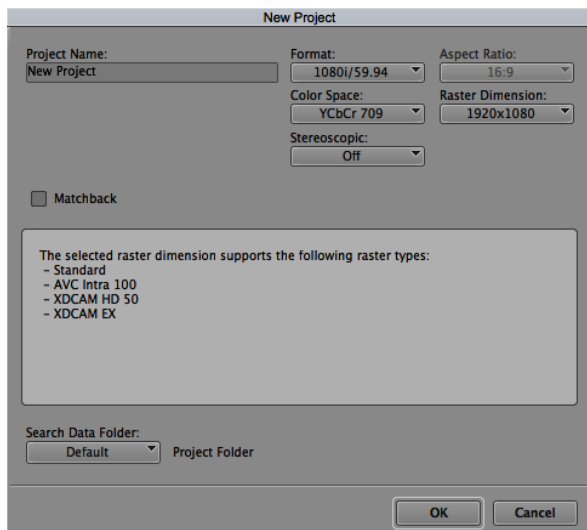 New Project
Project Name: Format: Aspect Ratio:
New Project 1080i/59.94 16:9
Color Space: Raster Dimension:
YCbCr 709 1920x1080
Stereoscopic:
Off
Matchback
The selected raster dimension supports the following raster types:
- Standard
- AVC Intra 100
- XDCAM HD 50
- XDCAM EX
Search Data Folder:
Default Project Folder
OK Cancel